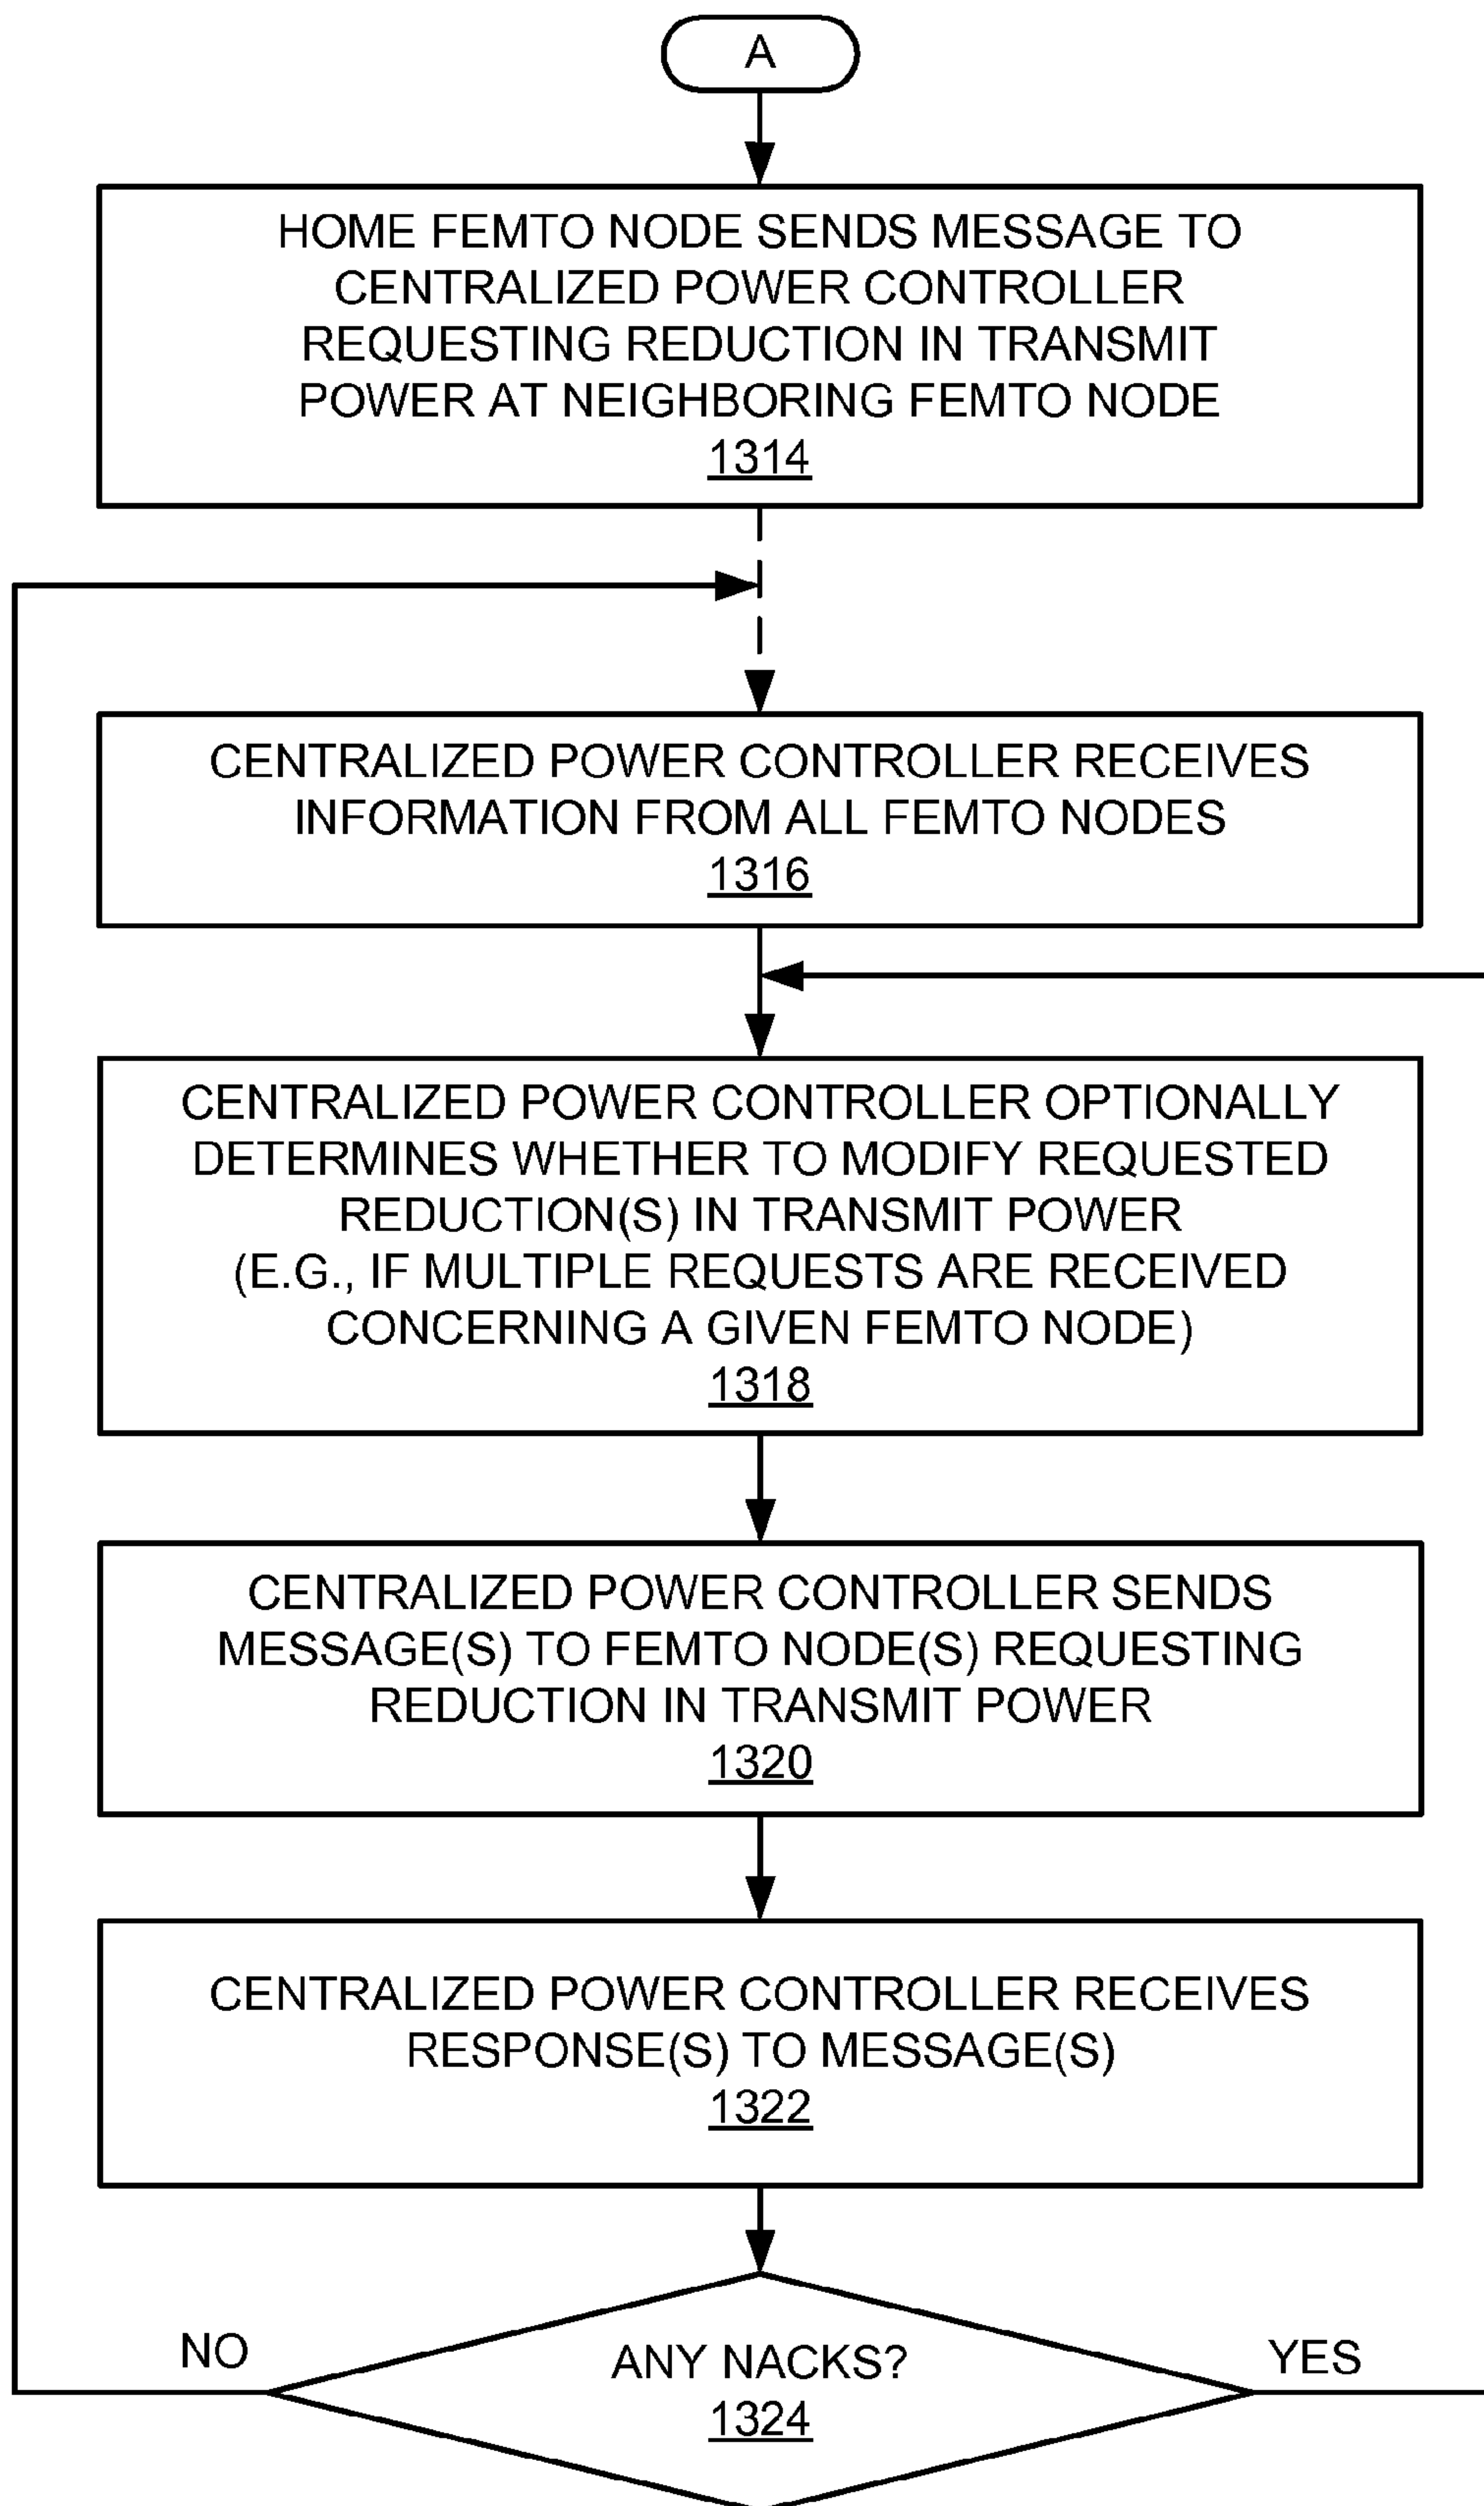 A
HOME FEMTO NODE SENDS MESSAGE TO
CENTRALIZED POWER CONTROLLER
REQUESTING REDUCTION IN TRANSMIT
POWER AT NEIGHBORING FEMTO NODE
1314
CENTRALIZED POWER CONTROLLER RECEIVES
INFORMATION FROM ALL FEMTO NODES
1316
CENTRALIZED POWER CONTROLLER OPTIONALLY
DETERMINES WHETHER TO MODIFY REQUESTED
REDUCTION(S) IN TRANSMIT POWER
(E.G., IF MULTIPLE REQUESTS ARE RECEIVED
CONCERNING A GIVEN FEMTO NODE)
1318
CENTRALIZED POWER CONTROLLER SENDS
MESSAGE(S) TO FEMTO NODE(S) REQUESTING
REDUCTION IN TRANSMIT POWER
1320
CENTRALIZED POWER CONTROLLER RECEIVES
RESPONSE(S) TO MESSAGE(S)
1322
NO
ANY NACKS?
YES
1324